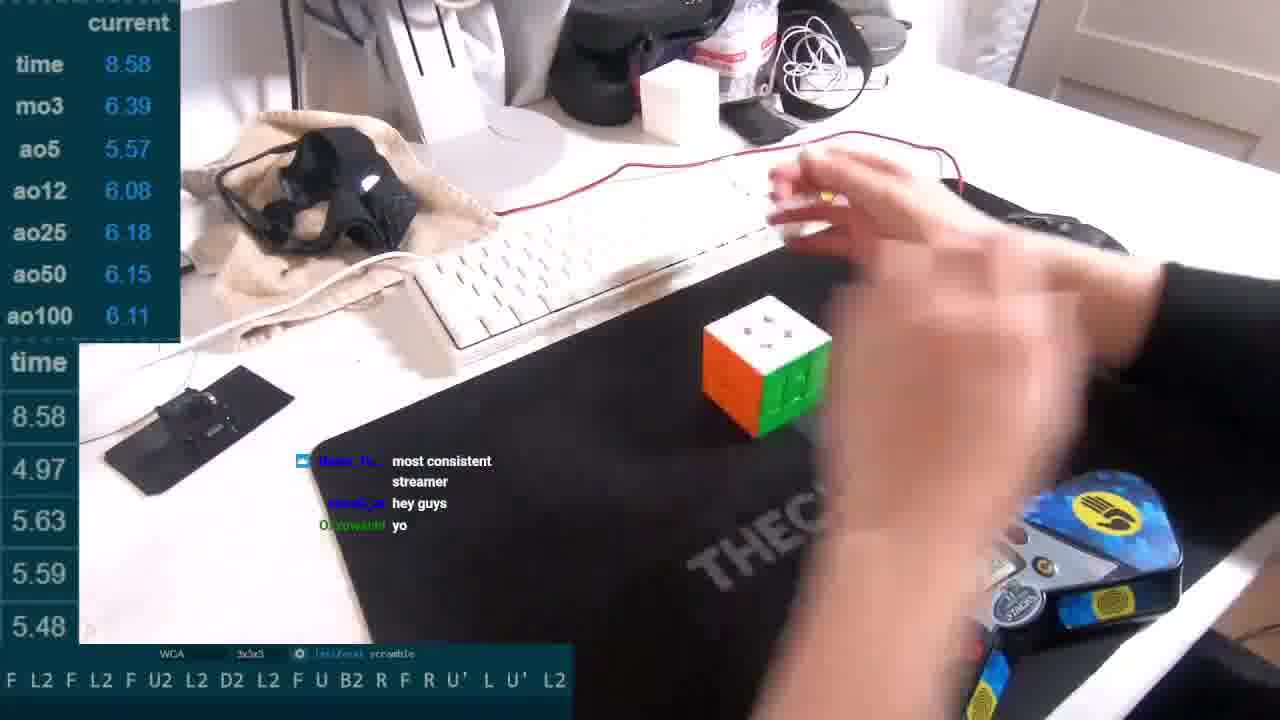 current
time 8.58
mo3 6.39
ao5 5.57
ao12 6.08
ao25 6.18
ao50 6.15
ao100 6.11
time
8.58
4.97
5.63
5.59
5.48
most consistent
streamer
hey guys
yo
THEC
WCA 3x3x3 scramble
F L2 F L2 F U2 L2 D2 L2 F U B2 R F R U' L U' L2